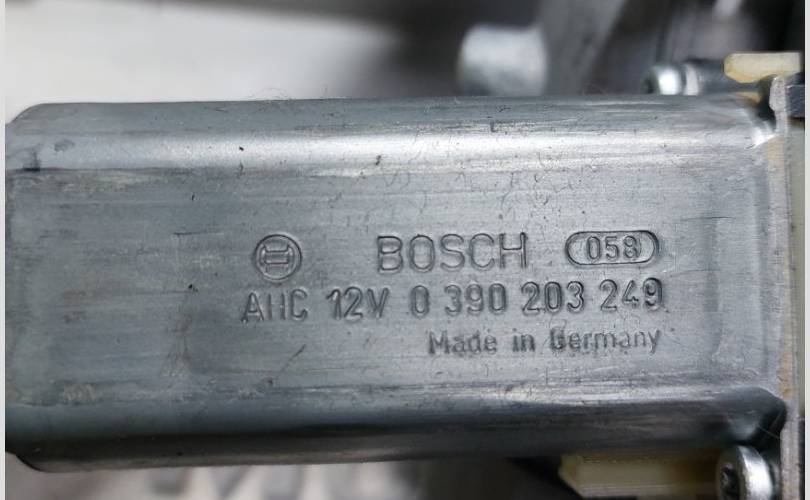 BOSCH 058
AHC 12V 0 390 203 249
Made in Germany